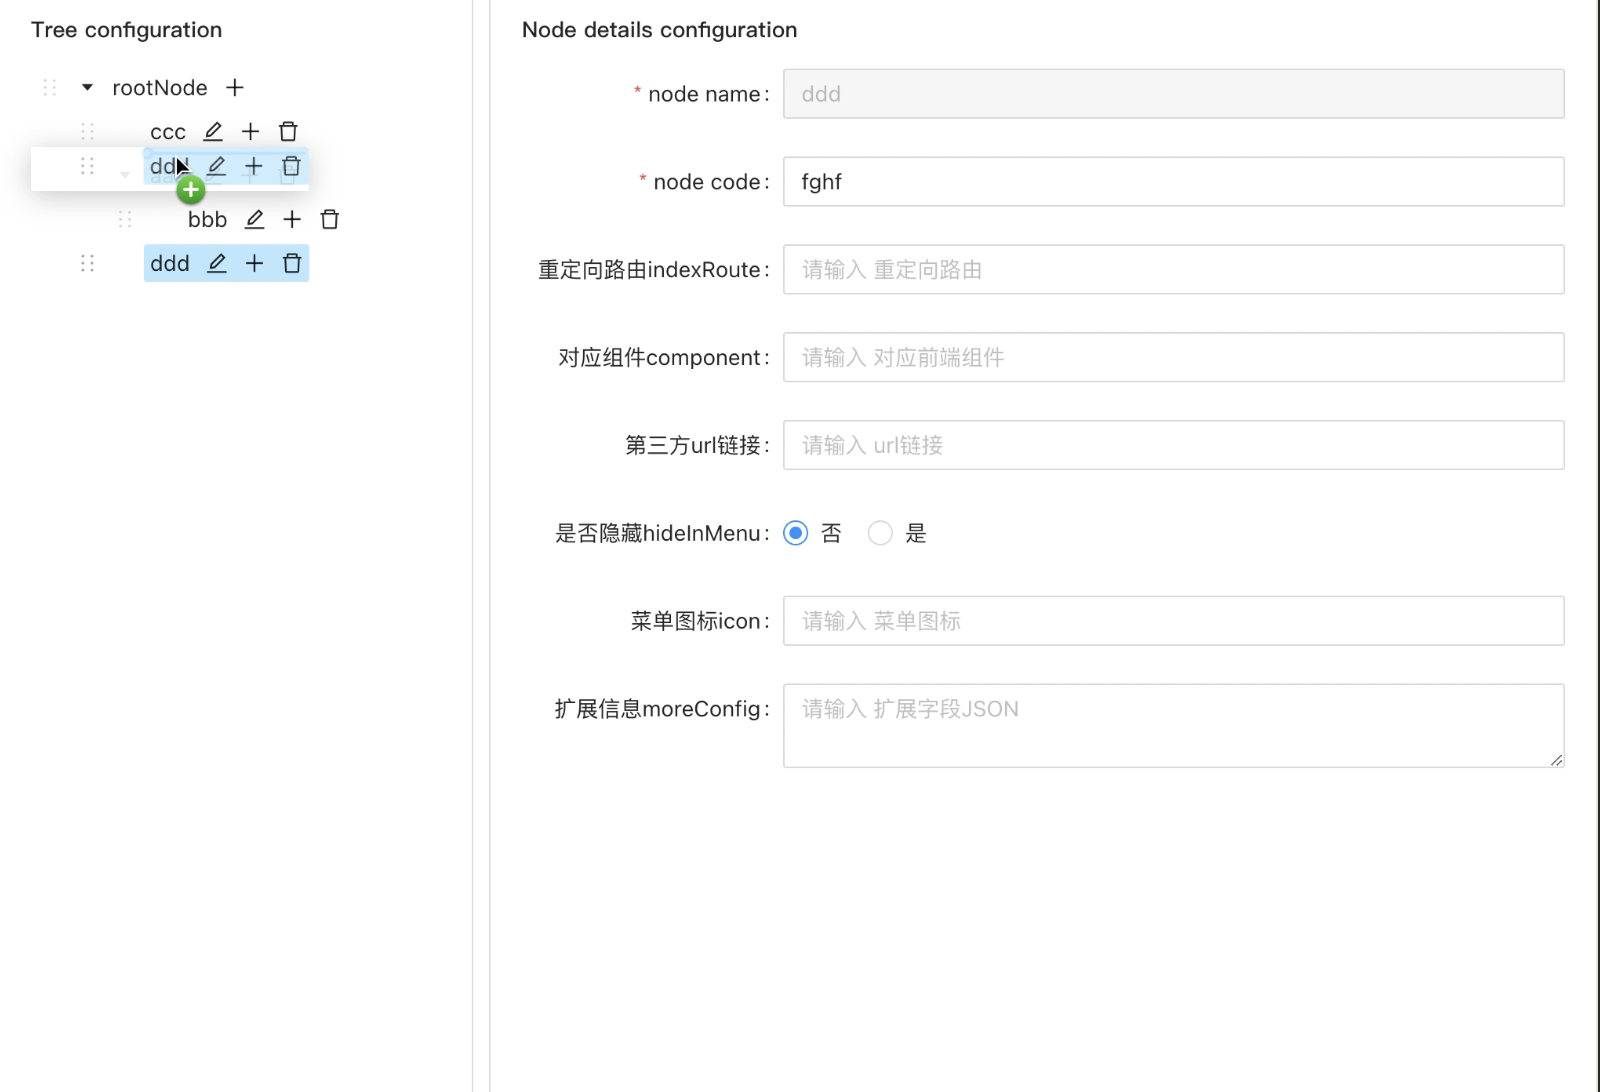 Tree configuration
rootNode
ccc
ddd
bbb
ddd
Node details configuration
* node name:
ddd
* node code:
fghf
重定向路由indexRoute:
请输入 重定向路由
对应组件component:
请输入 对应前端组件
第三方url链接:
请输入 url链接
是否隐藏hideInMenu:
否 是
菜单图标icon:
请输入 菜单图标
扩展信息moreConfig:
请输入 扩展字段JSON